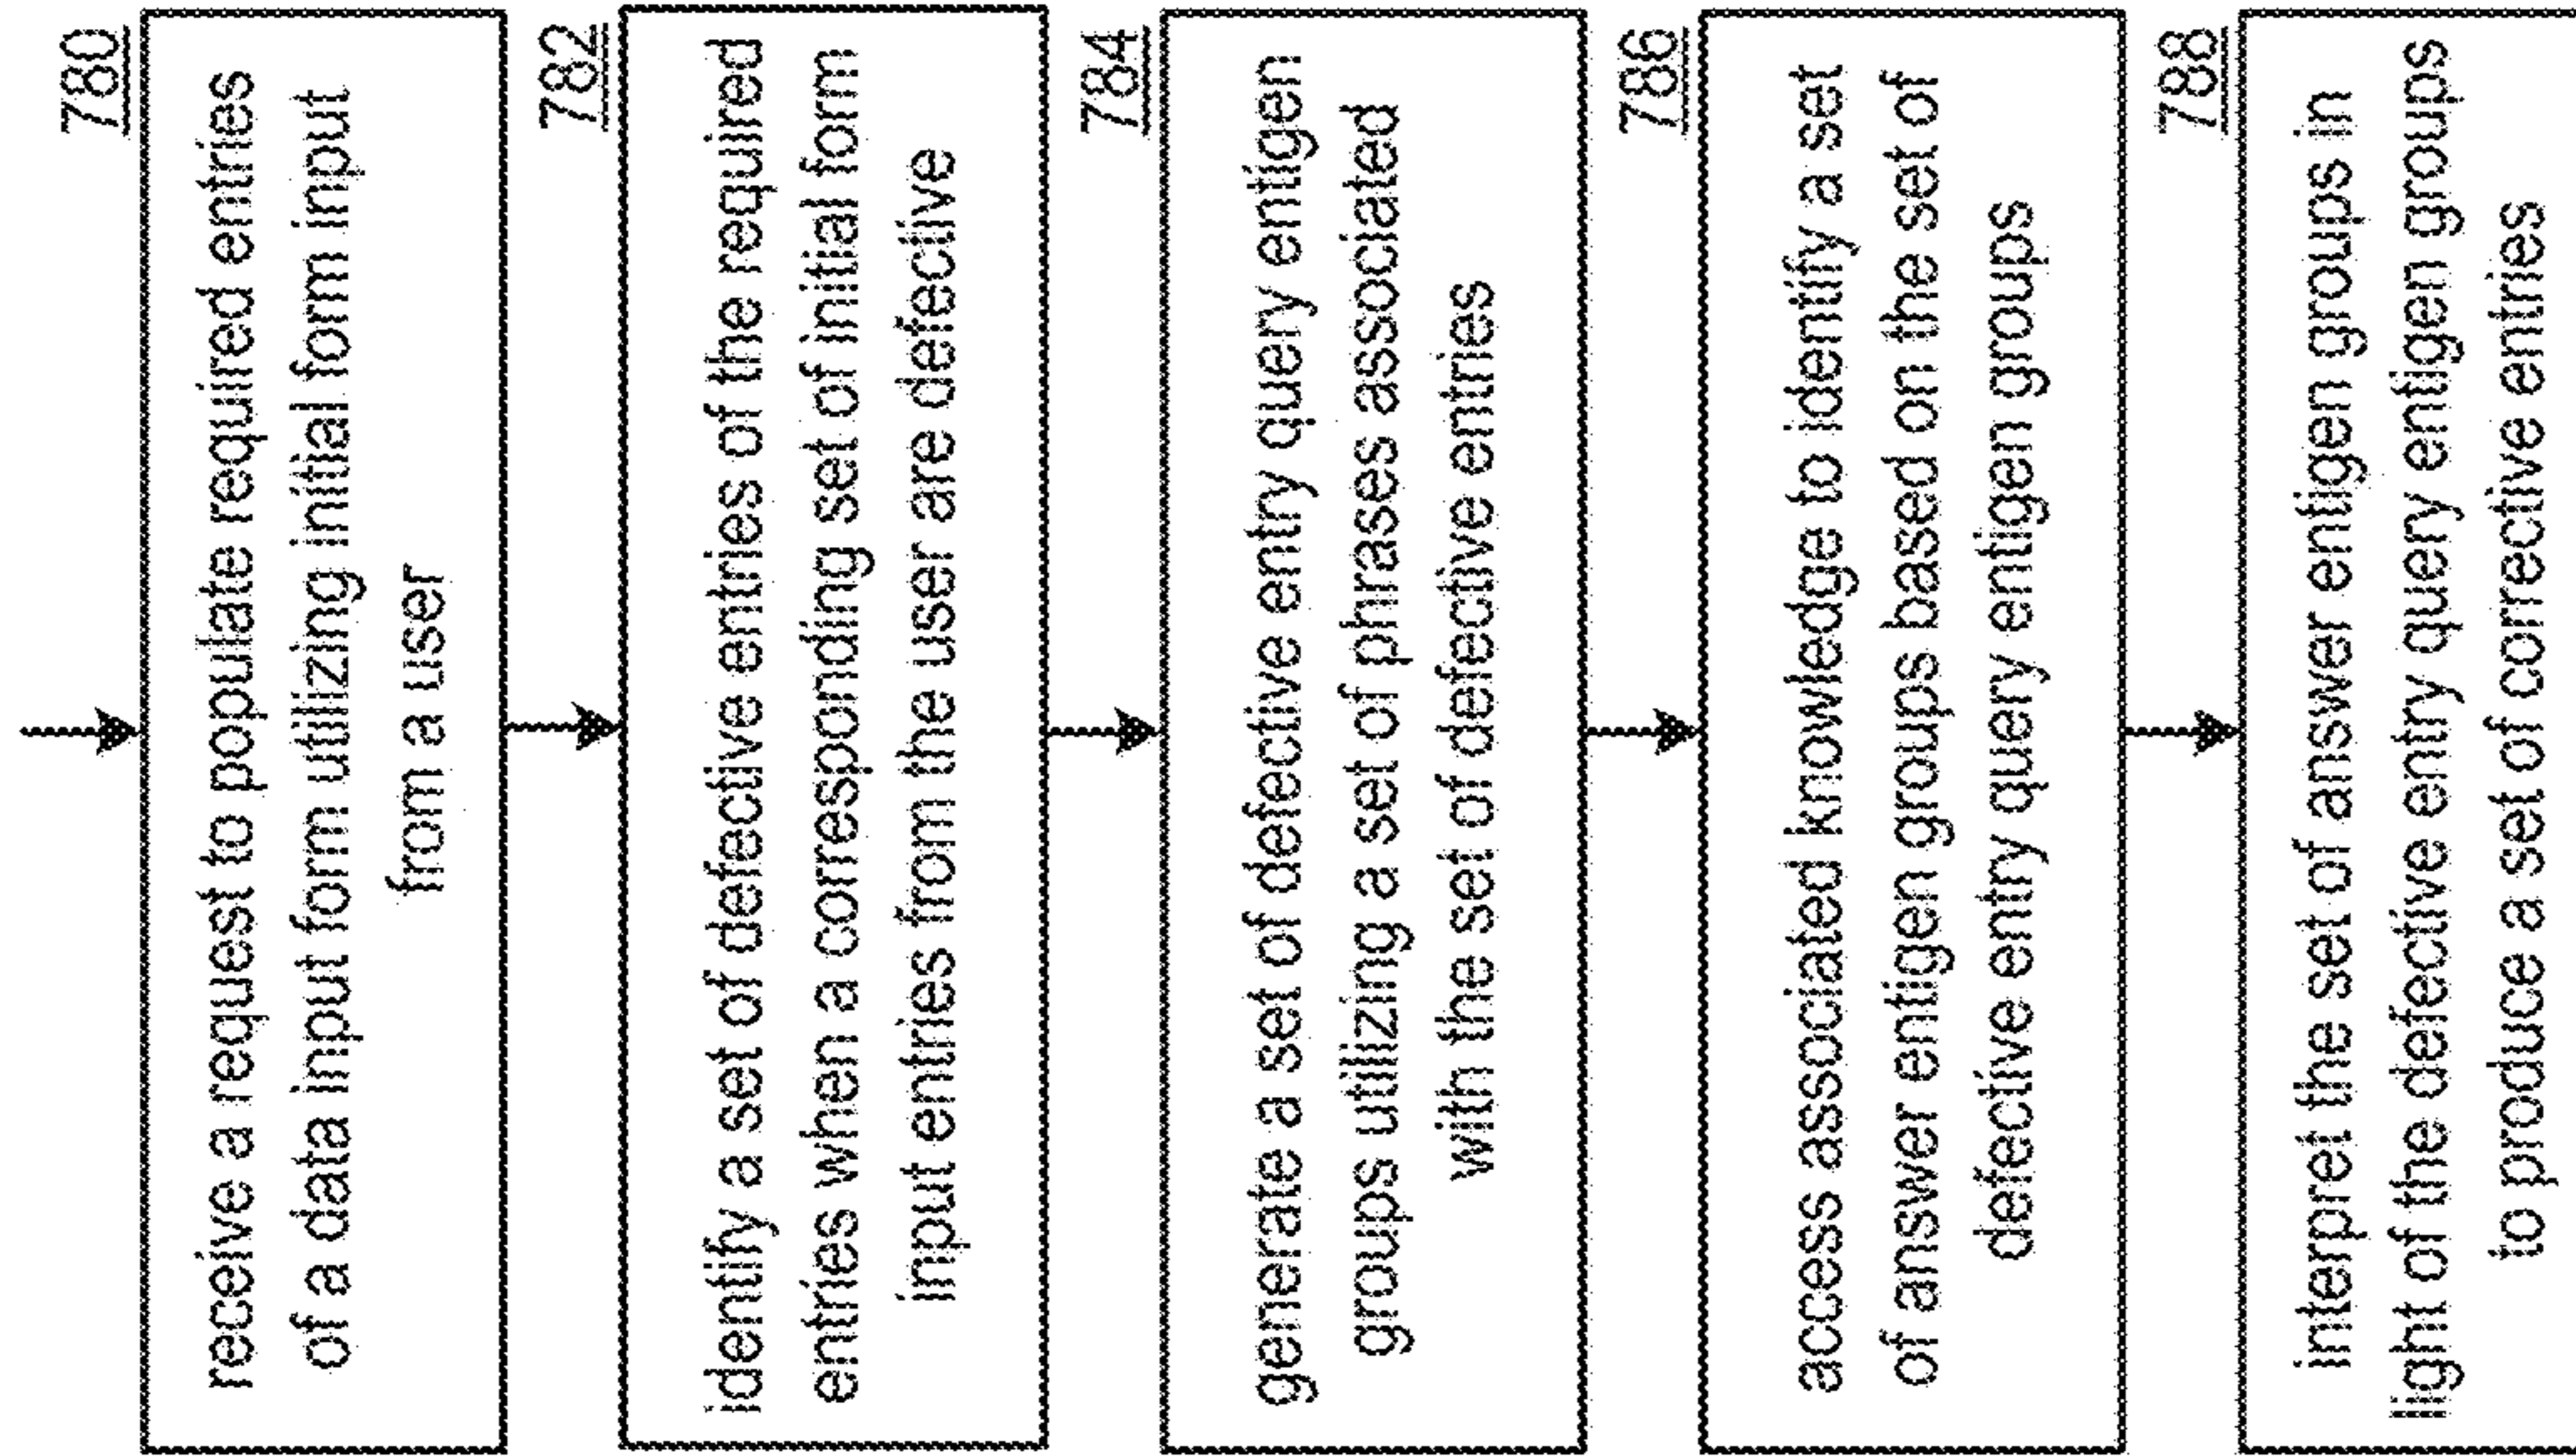 780
receive a request to populate required entries
of a data input form utilizing initial form input
from a user
782
identify a set of defective entries of the required
entries when a corresponding set of initial form
input entries from the user are defective
784
generate a set of defective entry query entigen
groups utilizing a set of phrases associated
with the set of defective entries
786
access associated knowledge to identify a set
of answer entigen groups based on the set of
defective entry query entigen groups
788
interpret the set of answer entigen groups in
light of the defective entry query entigen groups
to produce a set of corrective entries